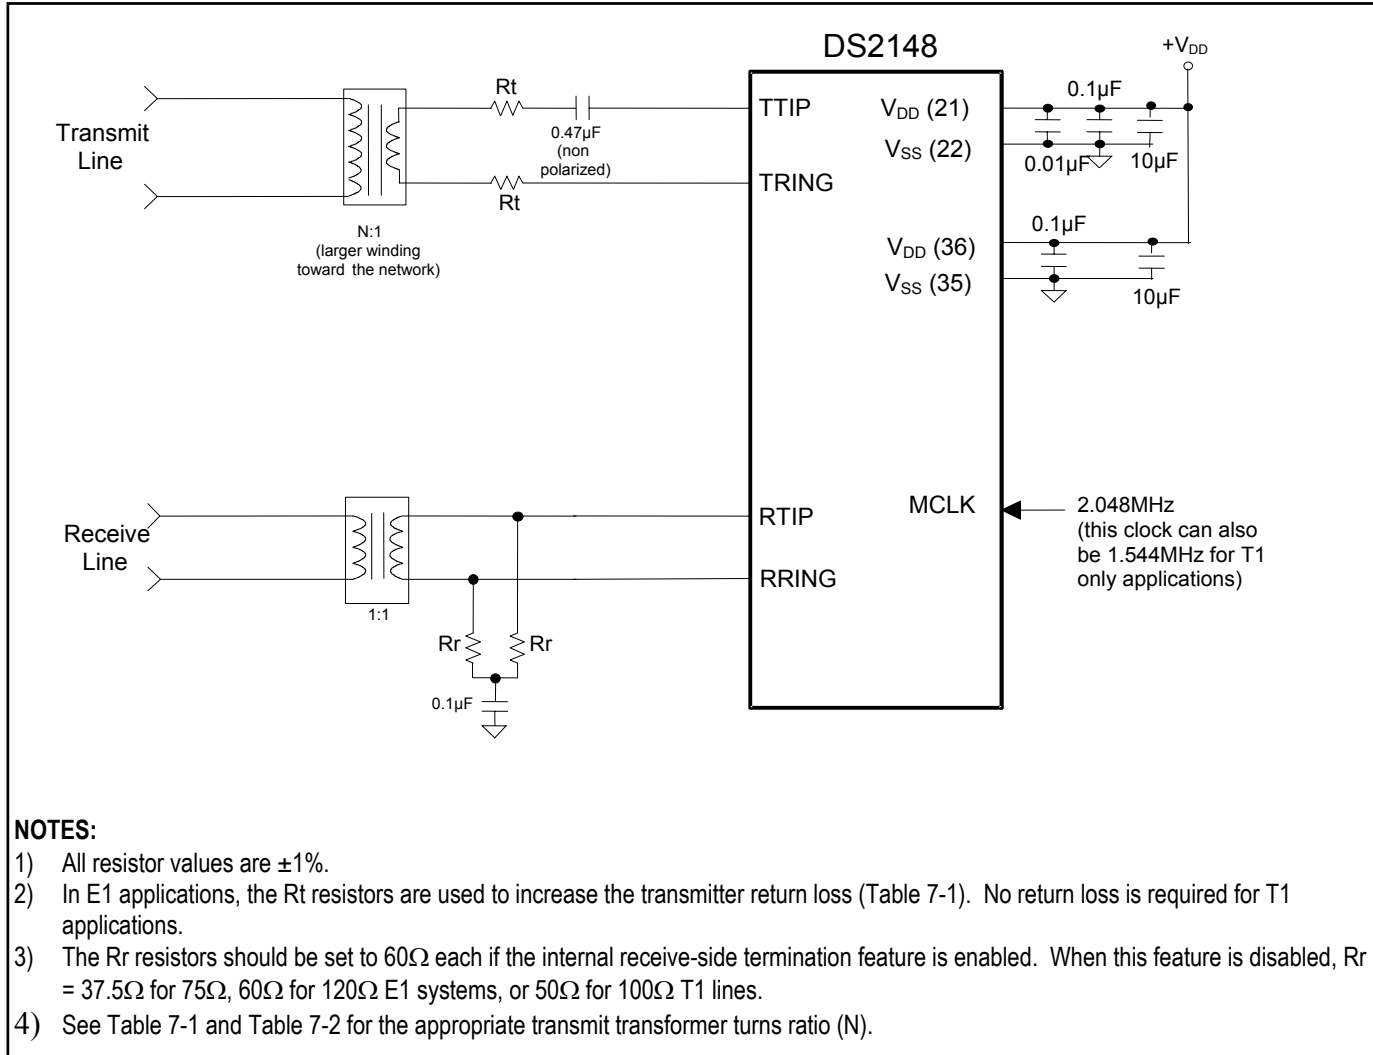 DS2148
+VDD
Rt
0.1µF
TTIP
VDD (21)
Transmit
Line
0.47µF
(non
polarized)
VSS (22)
0.01µF
10µF
TRING
Rt
N:1
(larger winding
toward the network)
0.1µF
VDD (36)
VSS (35)
10µF
Receive
Line
RTIP
MCLK
2.048MHz
(this clock can also
be 1.544MHz for T1
only applications)
RRING
1:1
Rr
Rr
0.1µF
NOTES:
1) All resistor values are ±1%.
2) In E1 applications, the Rt resistors are used to increase the transmitter return loss (Table 7-1). No return loss is required for T1
applications.
3) The Rr resistors should be set to 60Ω each if the internal receive-side termination feature is enabled. When this feature is disabled, Rr
= 37.5Ω for 75Ω, 60Ω for 120Ω E1 systems, or 50Ω for 100Ω T1 lines.
4) See Table 7-1 and Table 7-2 for the appropriate transmit transformer turns ratio (N).